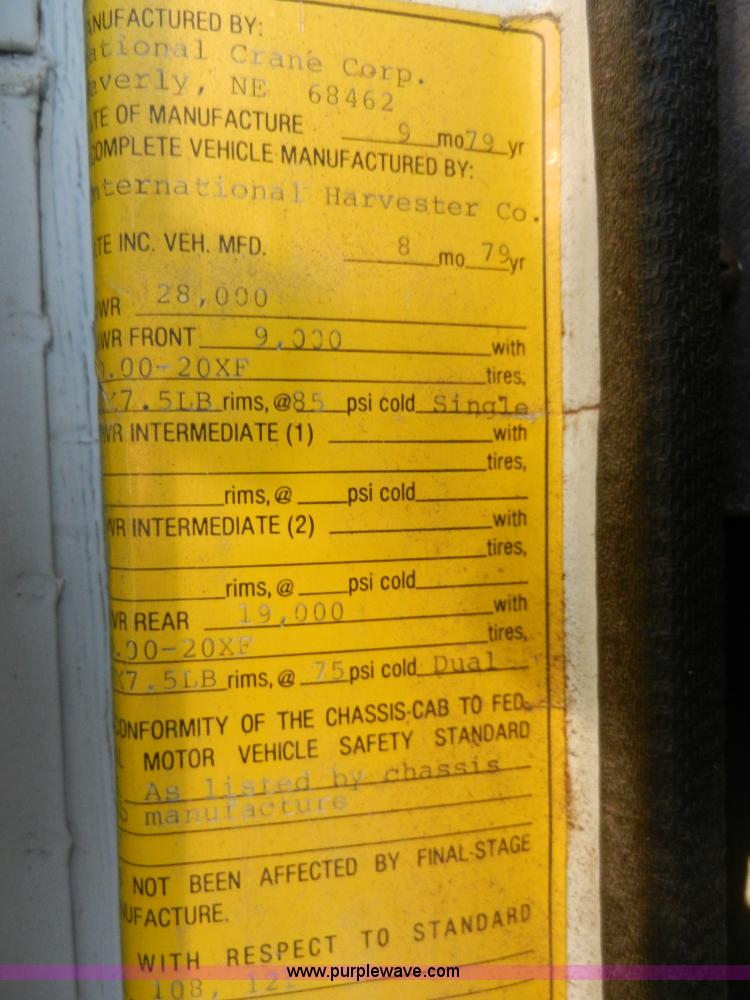 ANUFACTURED BY:
ational Crane Corp.
averly, NE 68462
TE OF MANUFACTURE 9 mo 79 yr
COMPLETE VEHICLE MANUFACTURED BY:
nternational Harvester Co.
TE INC. VEH. MFD. 8 mo 79 yr
WR 28,000
WR FRONT 9,000 with
.00-20XF tires,
X7.5LB rims, @ 85 psi cold Single
WR INTERMEDIATE (1) with
tires,
rims, @ psi cold
WR INTERMEDIATE (2) with
tires,
rims, @ psi cold
WR REAR 19,000 with
.00-20XF tires,
X7.5LB rims, @ 75 psi cold Dual
CONFORMITY OF THE CHASSIS-CAB TO FED-
L MOTOR VEHICLE SAFETY STANDARD
As listed by chassis
b manufacture
NOT BEEN AFFECTED BY FINAL-STAGE
UFACTURE.
WITH RESPECT TO STANDARD
108, 121
www.purplewave.com